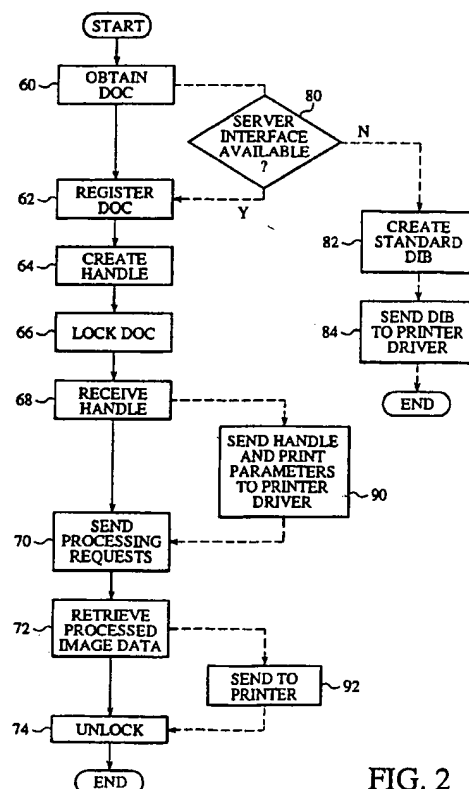 START
60
OBTAIN
DOC
80
SERVER
INTERFACE
AVAILABLE
?
N
Y
62
REGISTER
DOC
82
CREATE
STANDARD
DIB
64
CREATE
HANDLE
66
LOCK DOC
84
SEND DIB
TO PRINTER
DRIVER
END
68
RECEIVE
HANDLE
SEND HANDLE
AND PRINT
PARAMETERS
TO PRINTER
DRIVER
90
70
SEND
PROCESSING
REQUESTS
72
RETRIEVE
PROCESSED
IMAGE DATA
SEND TO
PRINTER
92
74
UNLOCK
END
FIG. 2